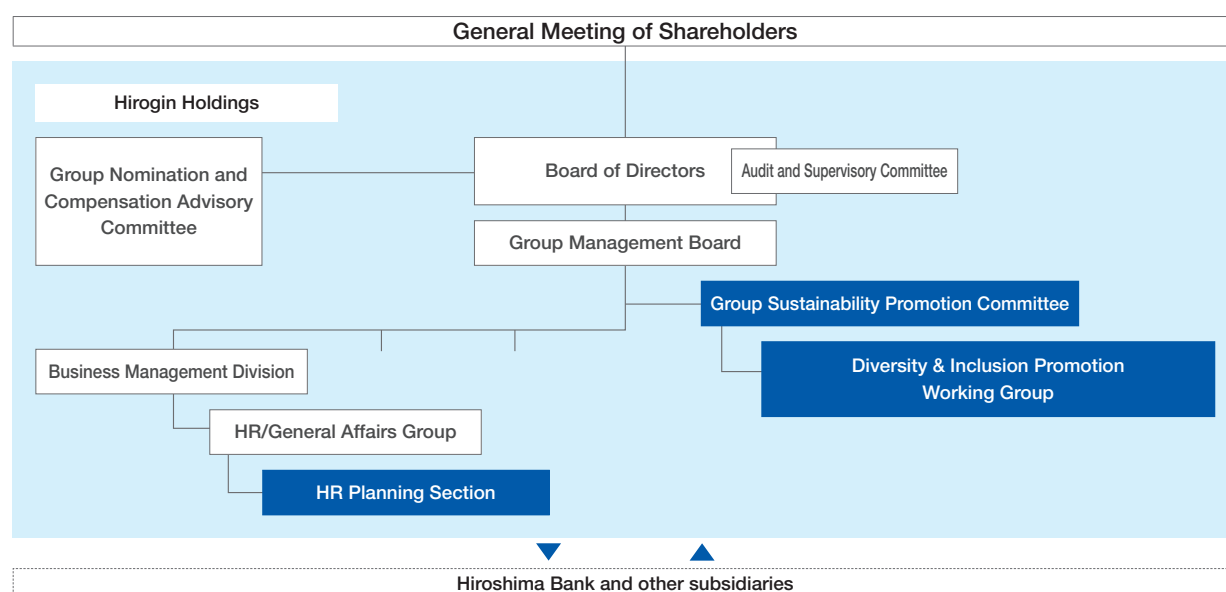 General Meeting of Shareholders
Hirogin Holdings
Group Nomination and
Compensation Advisory
Committee
Board of Directors
Audit and Supervisory Committee
Group Management Board
Group Sustainability Promotion Committee
Diversity & Inclusion Promotion
Working Group
Business Management Division
HR/General Affairs Group
HR Planning Section
Hiroshima Bank and other subsidiaries